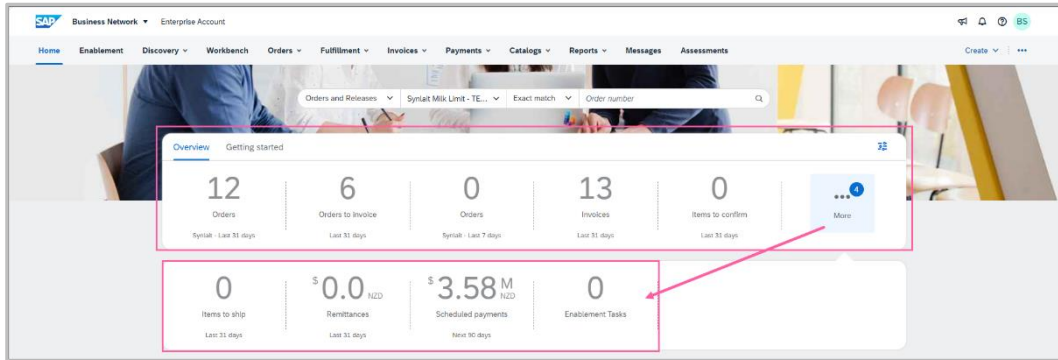 SAP Business Network Enterprise Account BS
Home Enablement Discovery Workbench Orders Fulfillment Invoices Payments Catalogs Reports Messages Assessments Create
Orders and Releases Synlait Milk Limit - TE... Exact match Order number
Overview Getting started
12 6 0 13 0 4
Orders Orders to invoice Orders Invoices Items to confirm More
Synlait - Last 31 days Last 31 days Synlait - Last 7 days Last 31 days Last 31 days
0 $ 0.0 NZD $ 3.58 M NZD 0
Items to ship Remittances Scheduled payments Enablement Tasks
Last 31 days Last 31 days Next 90 days